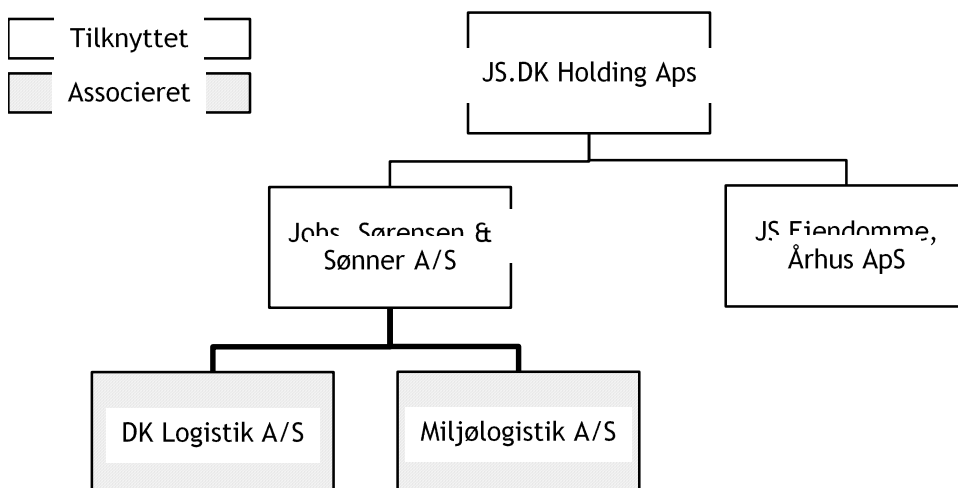 Tilknyttet
Associeret
JS.DK Holding Aps
Johs. Sørensen &
Sønner A/S
JS Ejendomme,
Århus ApS
DK Logistik A/S
Miljølogistik A/S